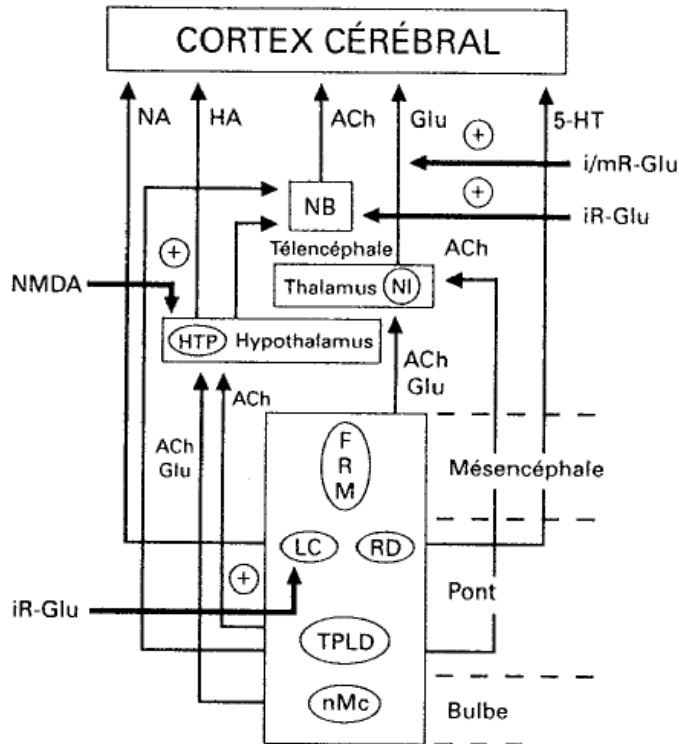 CORTEX CÉRÉBRAL
NA
HA
ACh
Glu
5-HT
+
i/mR-Glu
+
iR-Glu
NB
Télencéphale
ACh
+
NMDA
Thalamus NI
HTP Hypothalamus
ACh
Glu
ACh
ACh
Glu
F
R
M
Mésencéphale
LC
RD
+
iR-Glu
Pont
TPLD
nMc
Bulbe